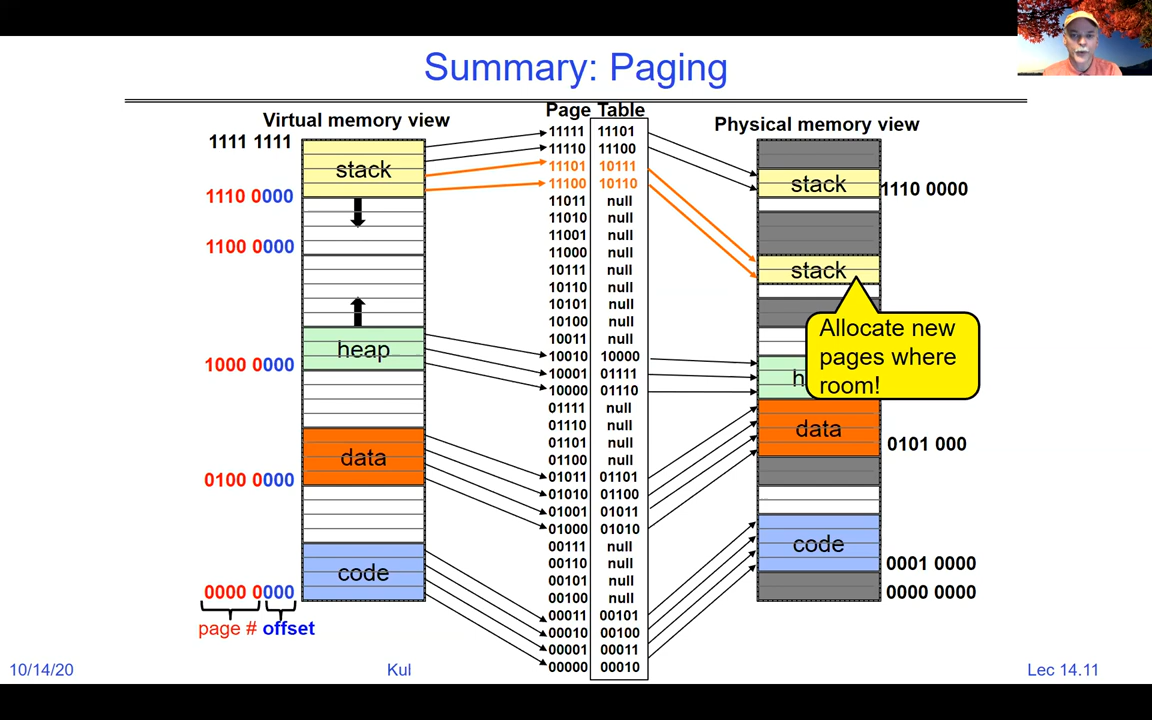 Summary: Paging
Virtual memory view
Page Table
Physical memory view
1111 1111
stack
1110 0000
1100 0000
heap
1000 0000
data
0100 0000
code
0000 0000
page # offset
11111 11101
11110 11100
11101 10111
11100 10110
11011 null
11010 null
11001 null
11000 null
10111 null
10110 null
10101 null
10100 null
10011 null
10010 10000
10001 01111
10000 01110
01111 null
01110 null
01101 null
01100 null
01011 01101
01010 01100
01001 01011
01000 01010
00111 null
00110 null
00101 null
00100 null
00011 00101
00010 00100
00001 00011
00000 00010
stack
1110 0000
stack
Allocate new
pages where
room!
h
data
0101 000
code
0001 0000
0000 0000
10/14/20
Kul
Lec 14.11